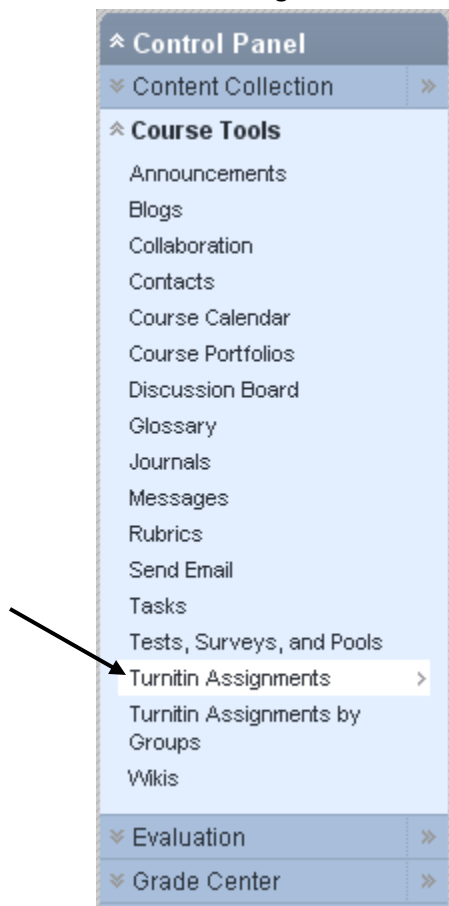 Control Panel
Content Collection
Course Tools
Announcements
Blogs
Collaboration
Contacts
Course Calendar
Course Portfolios
Discussion Board
Glossary
Journals
Messages
Rubrics
Send Email
Tasks
Tests, Surveys, and Pools
Turnitin Assignments
Turnitin Assignments by
Groups
Wikis
Evaluation
Grade Center